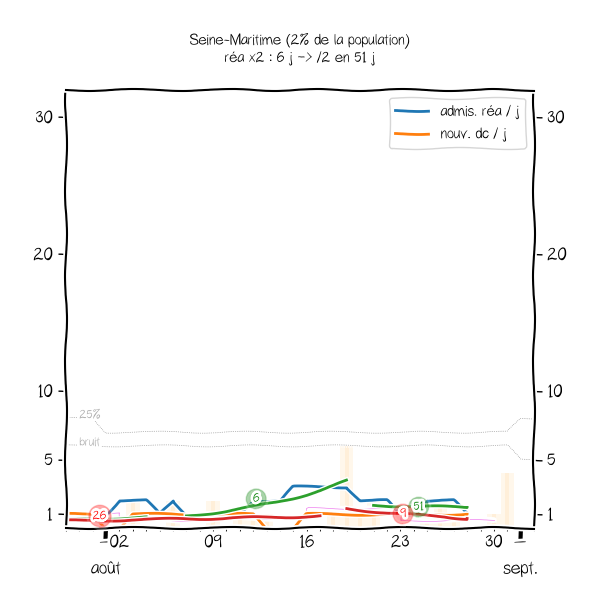 Seine-Maritime (2% de la population)
réa x2 : 6 j -> /2 en 51 j
admis. réa / j
nouv. dc / j
30
30
20
20
10
10
25%
bruit
5
5
1
1
26
6
9
51
02
09
16
23
30
août
sept.